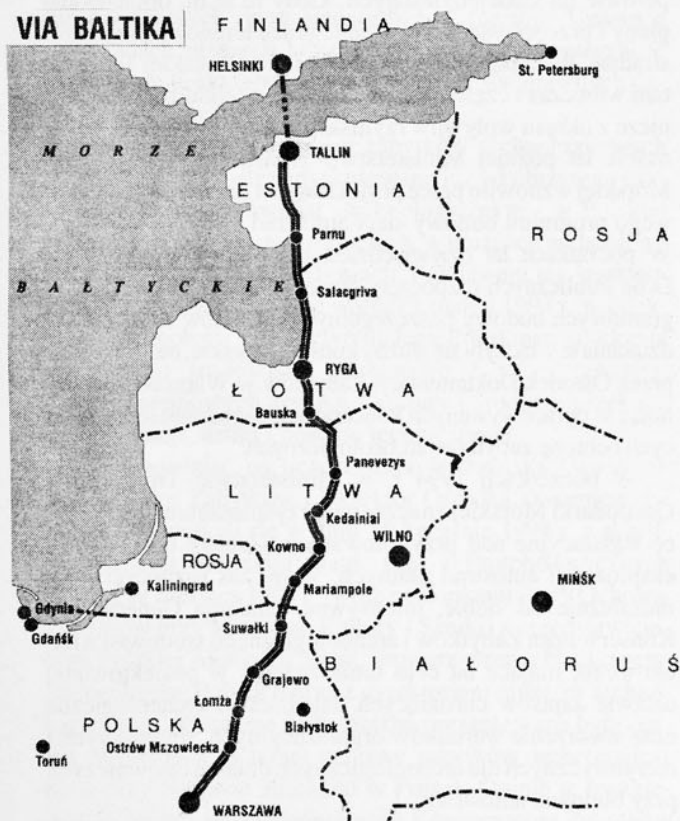 VIA BALTIKA
FINLANDIA
HELSINKI
St. Petersburg
MORZE
TALLIN
ESTONIA
ROSJA
Parnu
BAŁTYCKIE
Salacgriva
RYGA
ŁOTWA
Bauska
Panevezys
LITWA
Kedainiai
WILNO
Kowno
ROSJA
MIŃSK
Kaliningrad
Mariampole
Gdynia
Gdańsk
Suwałki
BIAŁORUŚ
Grajewo
Łomża
Białystok
POLSKA
Ostrów Mazowiecka
Toruń
WARSZAWA